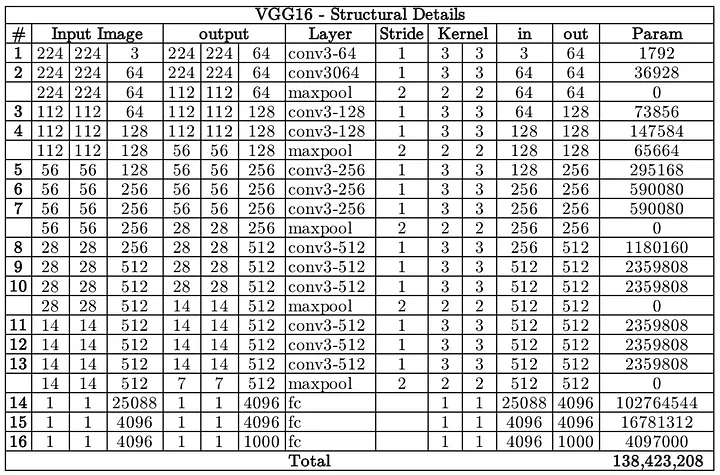 VGG16 - Structural Details
# Input Image output Layer Stride Kernel in out Param
1 224 224 3 224 224 64 conv3-64 1 3 3 3 64 1792
2 224 224 64 224 224 64 conv3064 1 3 3 64 64 36928
224 224 64 112 112 64 maxpool 2 2 2 64 64 0
3 112 112 64 112 112 128 conv3-128 1 3 3 64 128 73856
4 112 112 128 112 112 128 conv3-128 1 3 3 128 128 147584
112 112 128 56 56 128 maxpool 2 2 2 128 128 65664
5 56 56 128 56 56 256 conv3-256 1 3 3 128 256 295168
6 56 56 256 56 56 256 conv3-256 1 3 3 256 256 590080
7 56 56 256 56 56 256 conv3-256 1 3 3 256 256 590080
56 56 256 28 28 256 maxpool 2 2 2 256 256 0
8 28 28 256 28 28 512 conv3-512 1 3 3 256 512 1180160
9 28 28 512 28 28 512 conv3-512 1 3 3 512 512 2359808
10 28 28 512 28 28 512 conv3-512 1 3 3 512 512 2359808
28 28 512 14 14 512 maxpool 2 2 2 512 512 0
11 14 14 512 14 14 512 conv3-512 1 3 3 512 512 2359808
12 14 14 512 14 14 512 conv3-512 1 3 3 512 512 2359808
13 14 14 512 14 14 512 conv3-512 1 3 3 512 512 2359808
14 14 512 7 7 512 maxpool 2 2 2 512 512 0
14 1 1 25088 1 1 4096 fc 1 1 25088 4096 102764544
15 1 1 4096 1 1 4096 fc 1 1 4096 4096 16781312
16 1 1 4096 1 1 1000 fc 1 1 4096 1000 4097000
Total 138,423,208